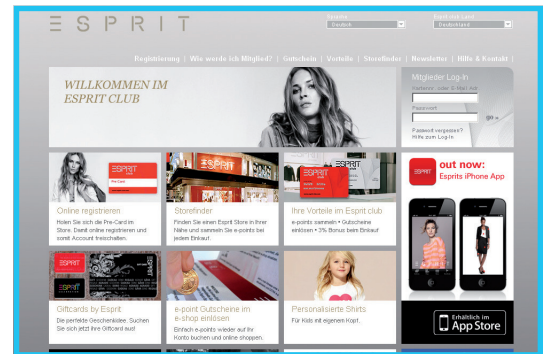 ESPRIT
Deutsch
Deutschland
Registrierung | Wie werde ich Mitglied? | Gutschein | Vorteile | Storefinder | Newsletter | Hilfe & Kontakt |
WILLKOMMEN IM
ESPRIT CLUB
Mitglieder Log-In
Passwort
Passwort vergessen?
Hilfe zum Log-In
ESPRIT
ESPRIT
ESPRIT
Online registrieren
Holen Sie sich die Pre-Card im
Store. Damit online registrieren und
somit Account freischalten.
Storefinder
Finden Sie einen Esprit Store in Ihrer
Nähe und sammeln Sie e-points bei
jedem Einkauf.
Ihre Vorteile im Esprit club
e-points sammeln • Gutscheine
einlösen • 3% Bonus beim Einkauf
ESPRIT
out now:
Esprits iPhone App
Giftcards by Esprit
Die perfekte Geschenkidee. Suchen
Sie sich jetzt ihre Giftcard aus!
e-point Gutscheine im
e-shop einlösen
Einfach e-points wieder auf Ihr
Konto buchen und online shoppen.
Personalisierte Shirts
Für Kids mit eigenem Kopf.
Erhältlich im
App Store